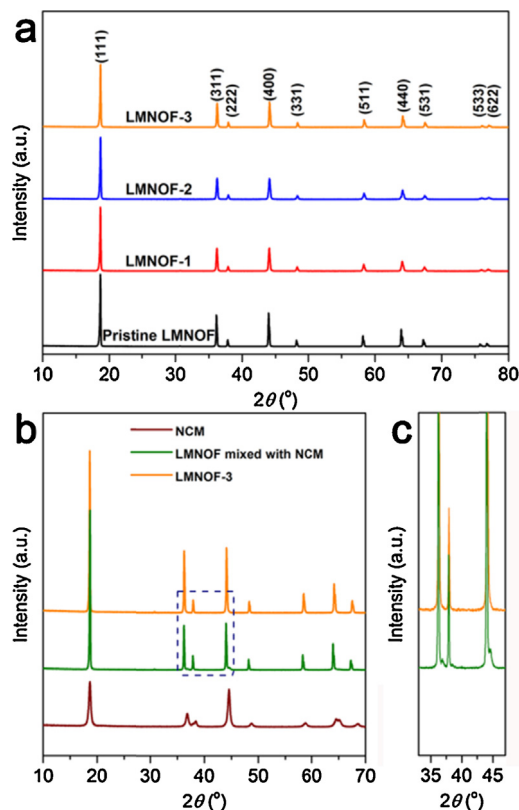 a
(111)
(311)
(222)
(400)
(331)
(511)
(440)
(531)
(533)
(622)
LMNOF-3
LMNOF-2
LMNOF-1
Pristine LMNOF
Intensity (a.u.)
10 20 30 40 50 60 70 80
2θ (°)
b
NCM
LMNOF mixed with NCM
LMNOF-3
Intensity (a.u.)
10 20 30 40 50 60 70
2θ (°)
c
Intensity (a.u.)
35 40 45
2θ (°)